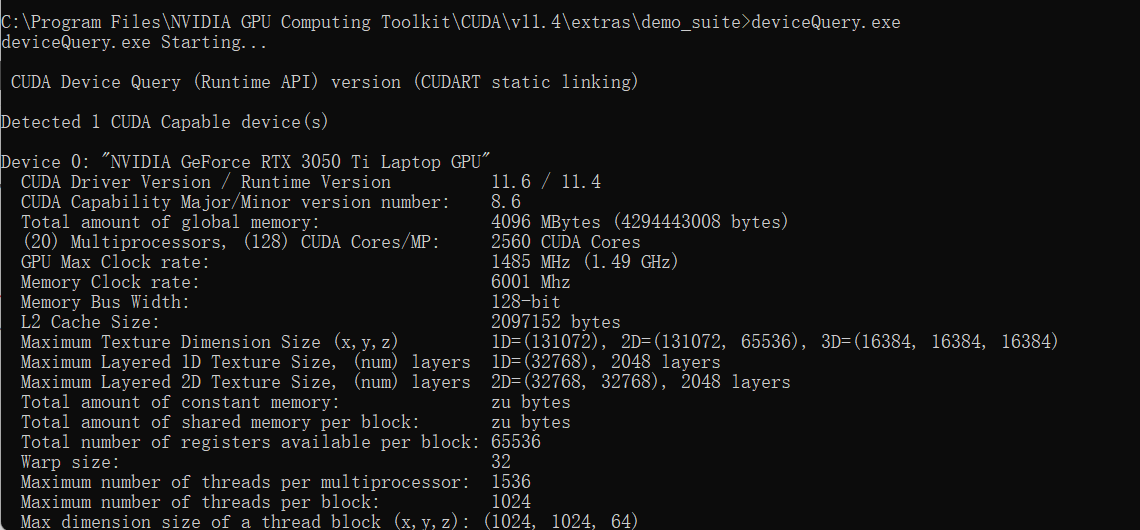 C:\Program Files\NVIDIA GPU Computing Toolkit\CUDA\v11.4\extras\demo_suite>deviceQuery.exe
deviceQuery.exe Starting...
CUDA Device Query (Runtime API) version (CUDART static linking)
Detected 1 CUDA Capable device(s)
Device 0: "NVIDIA GeForce RTX 3050 Ti Laptop GPU"
CUDA Driver Version / Runtime Version 11.6 / 11.4
CUDA Capability Major/Minor version number: 8.6
Total amount of global memory: 4096 MBytes (4294443008 bytes)
(20) Multiprocessors, (128) CUDA Cores/MP: 2560 CUDA Cores
GPU Max Clock rate: 1485 MHz (1.49 GHz)
Memory Clock rate: 6001 Mhz
Memory Bus Width: 128-bit
L2 Cache Size: 2097152 bytes
Maximum Texture Dimension Size (x,y,z) 1D=(131072), 2D=(131072, 65536), 3D=(16384, 16384, 16384)
Maximum Layered 1D Texture Size, (num) layers 1D=(32768), 2048 layers
Maximum Layered 2D Texture Size, (num) layers 2D=(32768, 32768), 2048 layers
Total amount of constant memory: zu bytes
Total amount of shared memory per block: zu bytes
Total number of registers available per block: 65536
Warp size: 32
Maximum number of threads per multiprocessor: 1536
Maximum number of threads per block: 1024
Max dimension size of a thread block (x,y,z): (1024, 1024, 64)